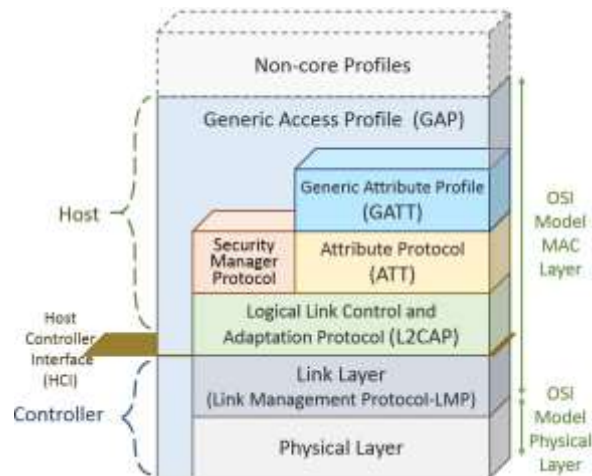 Non-core Profiles
Generic Access Profile (GAP)
Generic Attribute Profile
(GATT)
Host
Security
Manager
Protocol
Attribute Protocol
(ATT)
OSI
Model
MAC
Layer
Logical Link Control and
Adaptation Protocol (L2CAP)
Host
Controller
Interface
(HCI)
Link Layer
(Link Management Protocol-LMP)
Controller
Physical Layer
OSI
Model
Physical
Layer